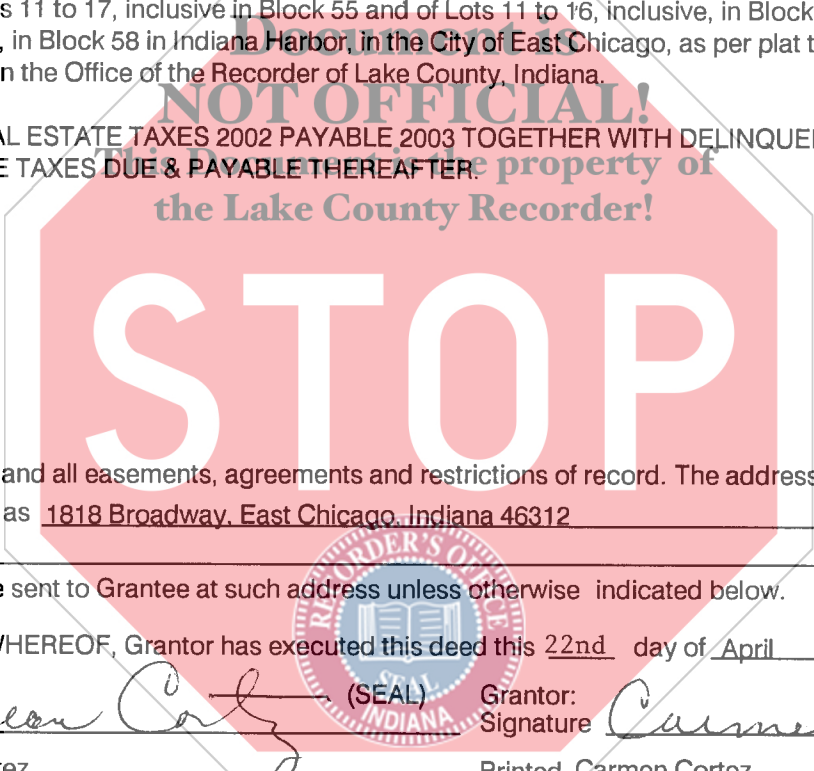 s 11 to 17, inclusive in Block 55 and of Lots 11 to 16, inclusive, in Block
, in Block 58 in Indiana Harbor, in the City of East Chicago, as per plat t
n the Office of the Recorder of Lake County, Indiana.
Document is
NOT OFFICIAL!
This Document is the property of
the Lake County Recorder!
AL ESTATE TAXES 2002 PAYABLE 2003 TOGETHER WITH DELINQUE
E TAXES DUE & PAYABLE THEREAFTER.
STOP
and all easements, agreements and restrictions of record. The address
as 1818 Broadway, East Chicago, Indiana 46312
e sent to Grantee at such address unless otherwise indicated below.
WHEREOF, Grantor has executed this deed this 22nd day of April
(SEAL) Grantor:
Signature Carme
ean Cortez
Printed Carmen Cortez
ez
RECORDER'S OFFICE
SEAL
INDIANA